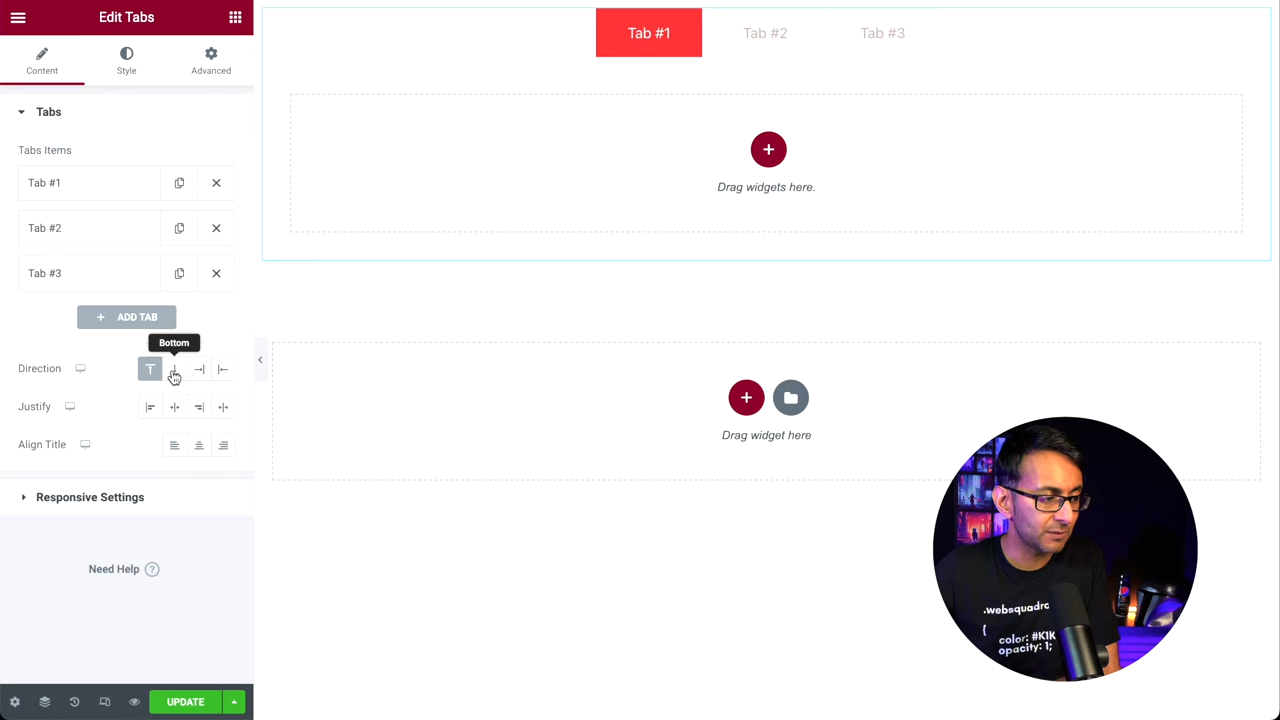 Edit Tabs
Content
Style
Advanced
Tabs
Tabs Items
Tab #1
Tab #2
Tab #3
+ ADD TAB
Bottom
Direction
Justify
Align Title
Responsive Settings
Need Help ?
UPDATE
Tab #1 Tab #2 Tab #3
Drag widgets here.
Drag widget here
.websquadro
{
color: #K1K
opacity: 1;